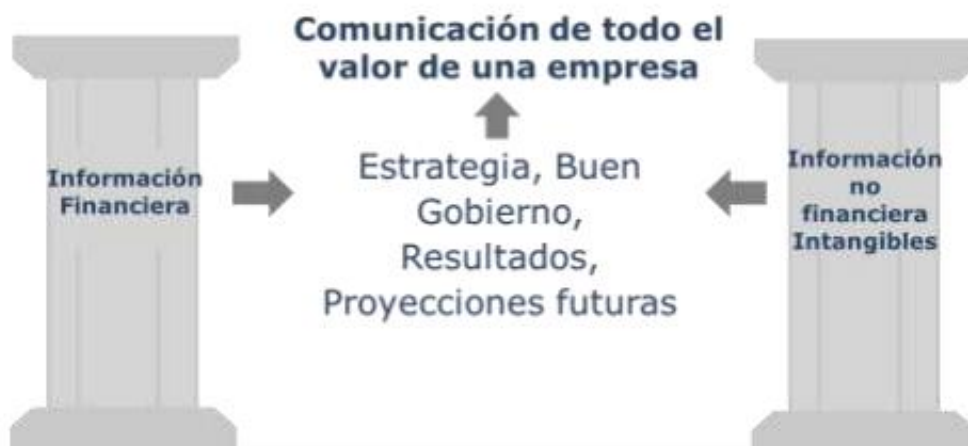 Comunicación de todo el
valor de una empresa
Información
Financiera
Estrategia, Buen
Gobierno,
Resultados,
Proyecciones futuras
Información
no
financiera
Intangibles